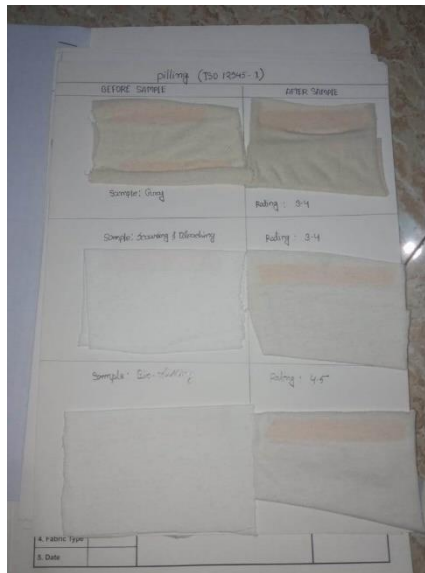 pilling (ISO 12945-1)
BEFORE SAMPLE
AFTER SAMPLE
Sample: Grey
Rating : 3-4
Sample: Scouring & Bleaching
Rating : 3-4
Sample:
Rating : 4-5
4. Fabric Type
5. Date